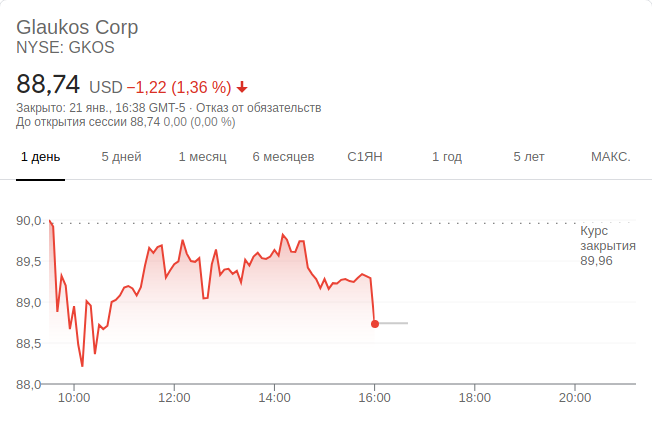 Glaukos Corp
NYSE: GKOS
88,74 USD −1,22 (1,36 %)
Закрыто: 21 янв., 16:38 GMT-5 · Отказ от обязательств
До открытия сессии 88,74 0,00 (0,00 %)
1 день 5 дней 1 месяц 6 месяцев С1ЯН 1 год 5 лет МАКС.
90,0
Курс
закрытия
89,96
89,5
89,0
88,5
88,0
10:00 12:00 14:00 16:00 18:00 20:00